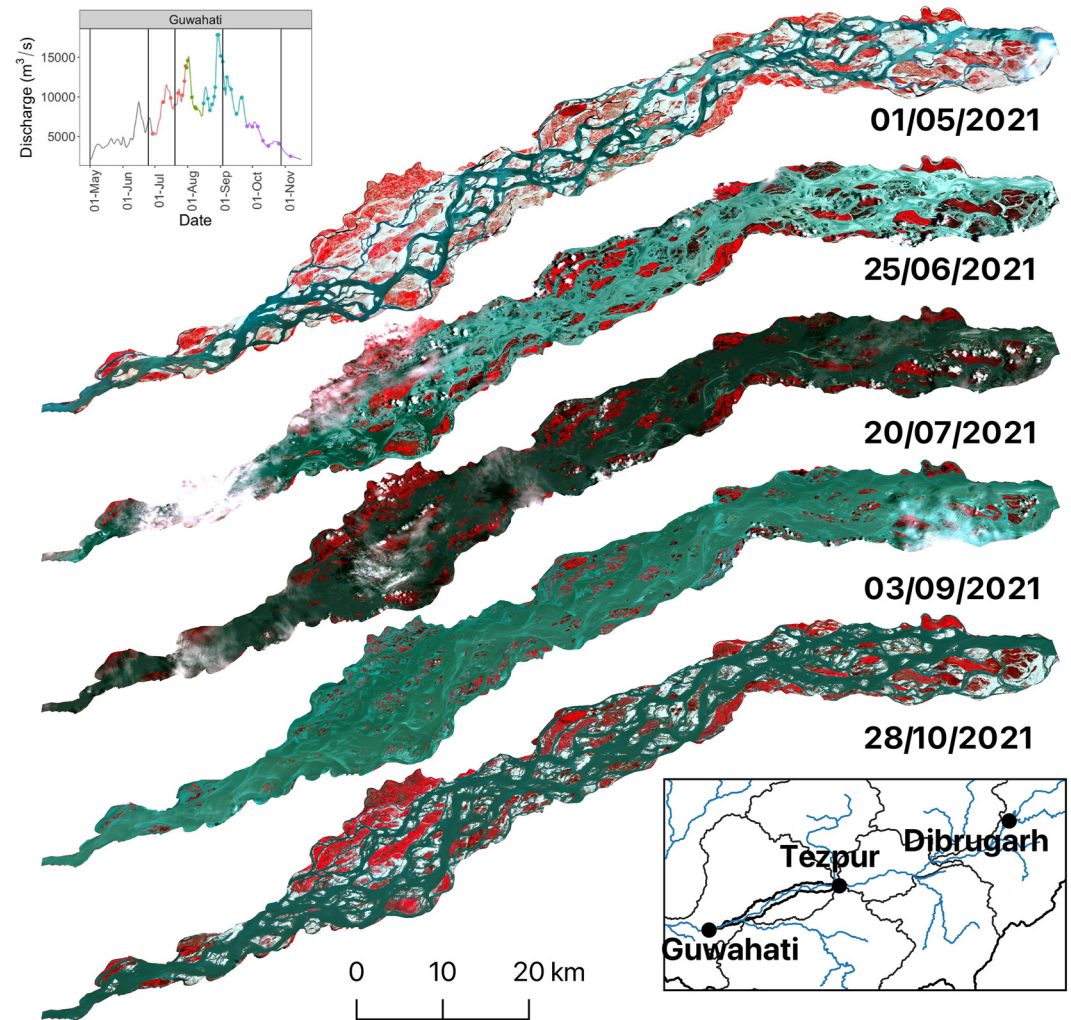 Guwahati
Discharge (m³/s)
15000
10000
5000
01-May
01-Jun
01-Jul
01-Aug
01-Sep
01-Oct
01-Nov
Date
01/05/2021
25/06/2021
20/07/2021
03/09/2021
28/10/2021
Dibrugarh
Tezpur
Guwahati
0 10 20 km